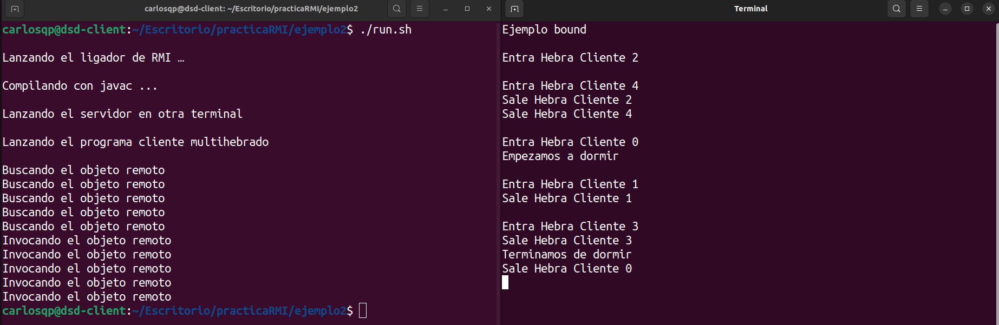 carlosqp@dsd-client: ~/Escritorio/practicaRMI/ejemplo2
carlosqp@dsd-client:~/Escritorio/practicaRMI/ejemplo2$ ./run.sh
Lanzando el ligador de RMI …
Compilando con javac ...
Lanzando el servidor en otra terminal
Lanzando el programa cliente multihebrado
Buscando el objeto remoto
Buscando el objeto remoto
Buscando el objeto remoto
Buscando el objeto remoto
Buscando el objeto remoto
Invocando el objeto remoto
Invocando el objeto remoto
Invocando el objeto remoto
Invocando el objeto remoto
Invocando el objeto remoto
carlosqp@dsd-client:~/Escritorio/practicaRMI/ejemplo2$
Terminal
Ejemplo bound
Entra Hebra Cliente 2
Entra Hebra Cliente 4
Sale Hebra Cliente 2
Sale Hebra Cliente 4
Entra Hebra Cliente 0
Empezamos a dormir
Entra Hebra Cliente 1
Sale Hebra Cliente 1
Entra Hebra Cliente 3
Sale Hebra Cliente 3
Terminamos de dormir
Sale Hebra Cliente 0